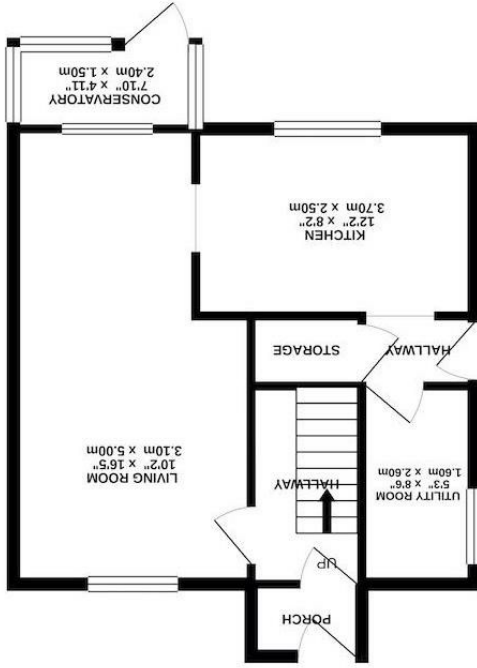 PORCH
UP
HALLWAY
UTILITY ROOM
5'3" x 8'6"
1.60m x 2.60m
LIVING ROOM
10'2" x 16'5"
3.10m x 5.00m
HALLWAY
STORAGE
KITCHEN
12'2" x 8'2"
3.70m x 2.50m
CONSERVATORY
7'10" x 4'11"
2.40m x 1.50m